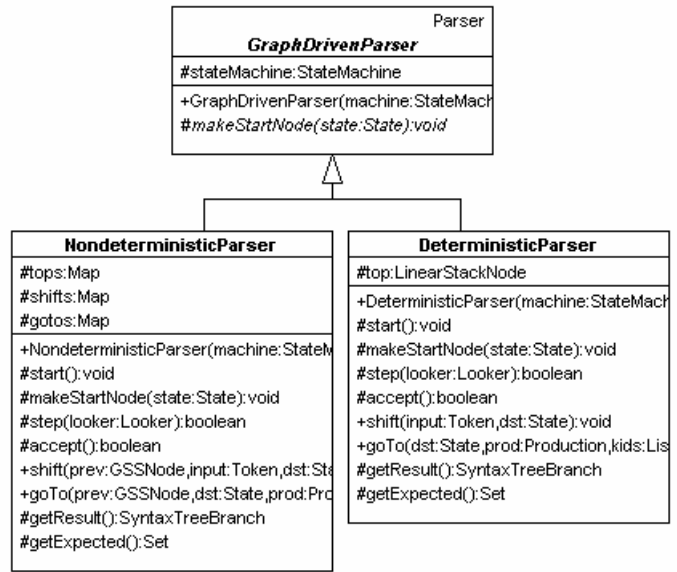 Parser
GraphDrivenParser
#stateMachine:StateMachine
+GraphDrivenParser(machine:StateMach
#makeStartNode(state:State):void
NondeterministicParser
#tops:Map
#shifts:Map
#gotos:Map
+NondeterministicParser(machine:StateM
#start():void
#makeStartNode(state:State):void
#step(looker:Looker):boolean
#accept():boolean
+shift(prev:GSSNode,input:Token,dst:Sta
+goTo(prev:GSSNode,dst:State,prod:Pro
#getResult():SyntaxTreeBranch
#getExpected():Set
DeterministicParser
#top:LinearStackNode
+DeterministicParser(machine:StateMach
#start():void
#makeStartNode(state:State):void
#step(looker:Looker):boolean
#accept():boolean
+shift(input:Token,dst:State):void
+goTo(dst:State,prod:Production,kids:Lis
#getResult():SyntaxTreeBranch
#getExpected():Set